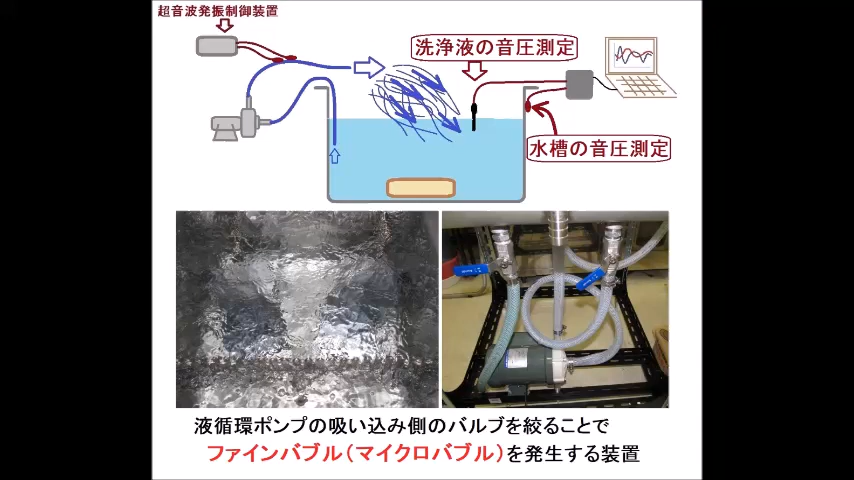 超音波発振制御装置
洗浄液の音圧測定
水槽の音圧測定
液循環ポンプの吸い込み側のバルブを絞ることで
ファインバブル（マイクロバブル）を発生する装置